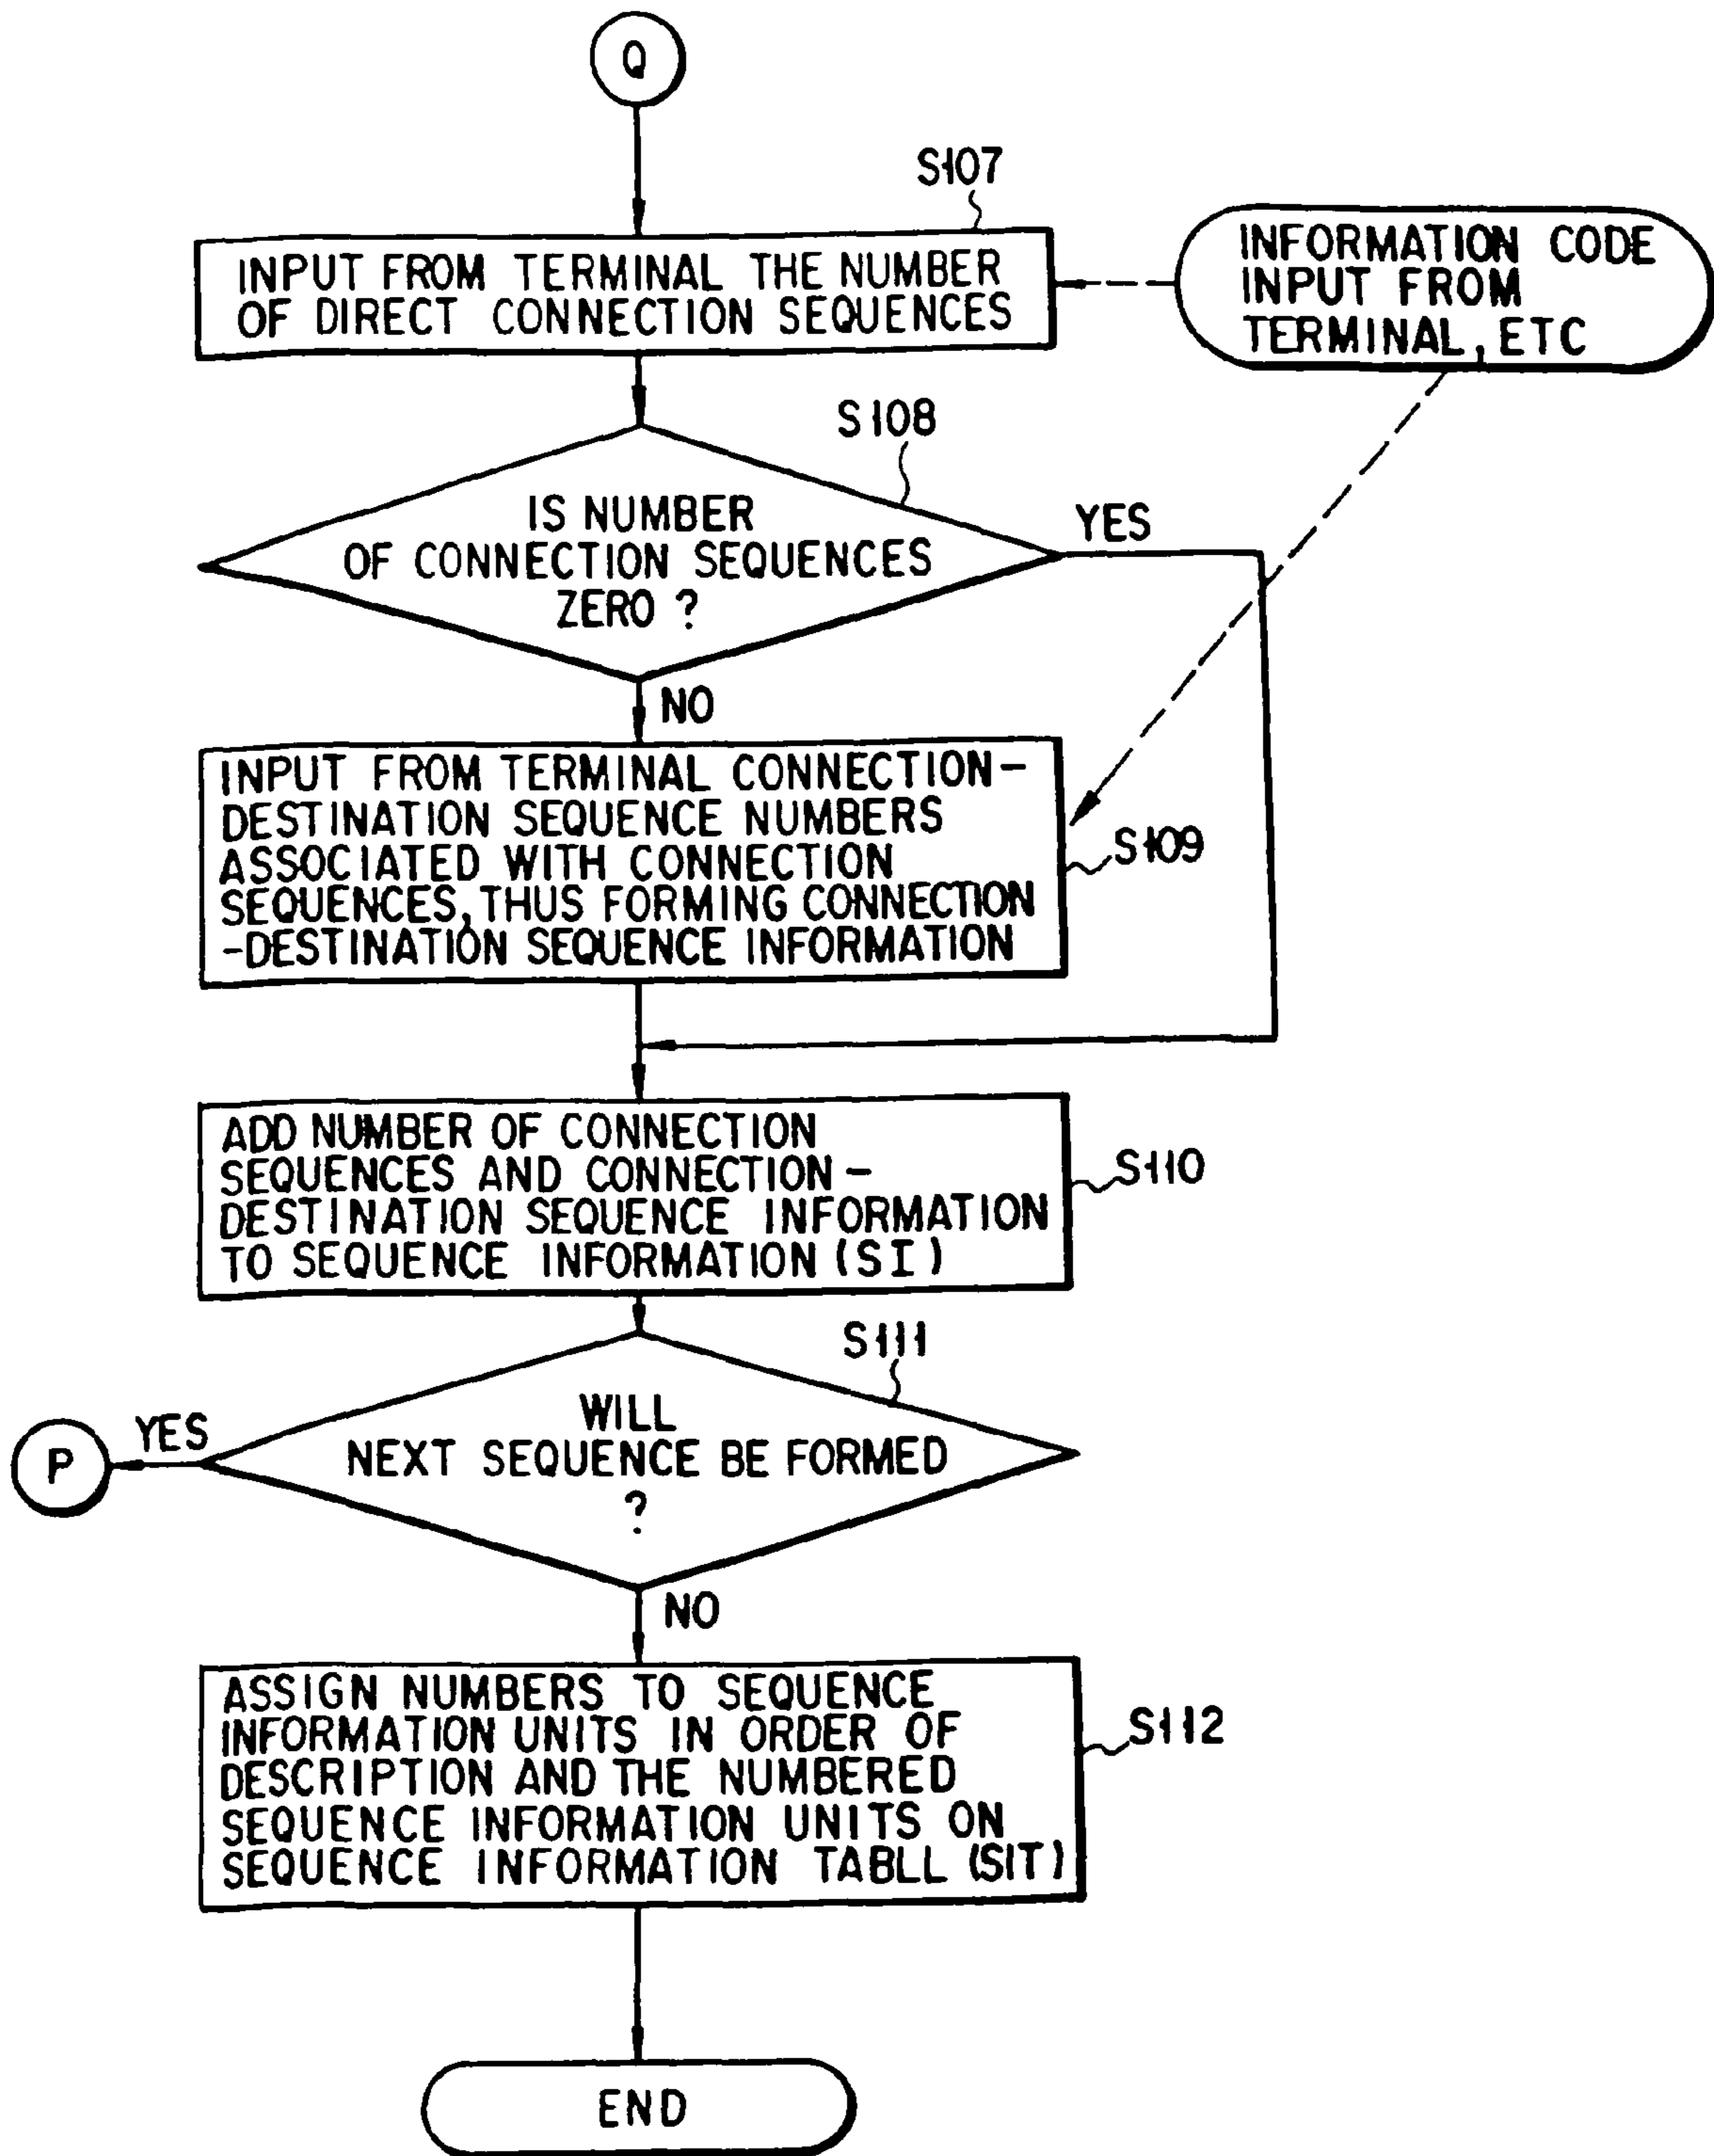 Q
S107
INPUT FROM TERMINAL THE NUMBER
OF DIRECT CONNECTION SEQUENCES
INFORMATION CODE
INPUT FROM
TERMINAL, ETC
S108
IS NUMBER
OF CONNECTION SEQUENCES
ZERO ?
YES
NO
INPUT FROM TERMINAL CONNECTION-
DESTINATION SEQUENCE NUMBERS
ASSOCIATED WITH CONNECTION
SEQUENCES, THUS FORMING CONNECTION
-DESTINATION SEQUENCE INFORMATION
S109
ADD NUMBER OF CONNECTION
SEQUENCES AND CONNECTION-
DESTINATION SEQUENCE INFORMATION
TO SEQUENCE INFORMATION (SI)
S110
S111
WILL
NEXT SEQUENCE BE FORMED
?
YES
P
NO
ASSIGN NUMBERS TO SEQUENCE
INFORMATION UNITS IN ORDER OF
DESCRIPTION AND THE NUMBERED
SEQUENCE INFORMATION UNITS ON
SEQUENCE INFORMATION TABLL (SIT)
S112
END